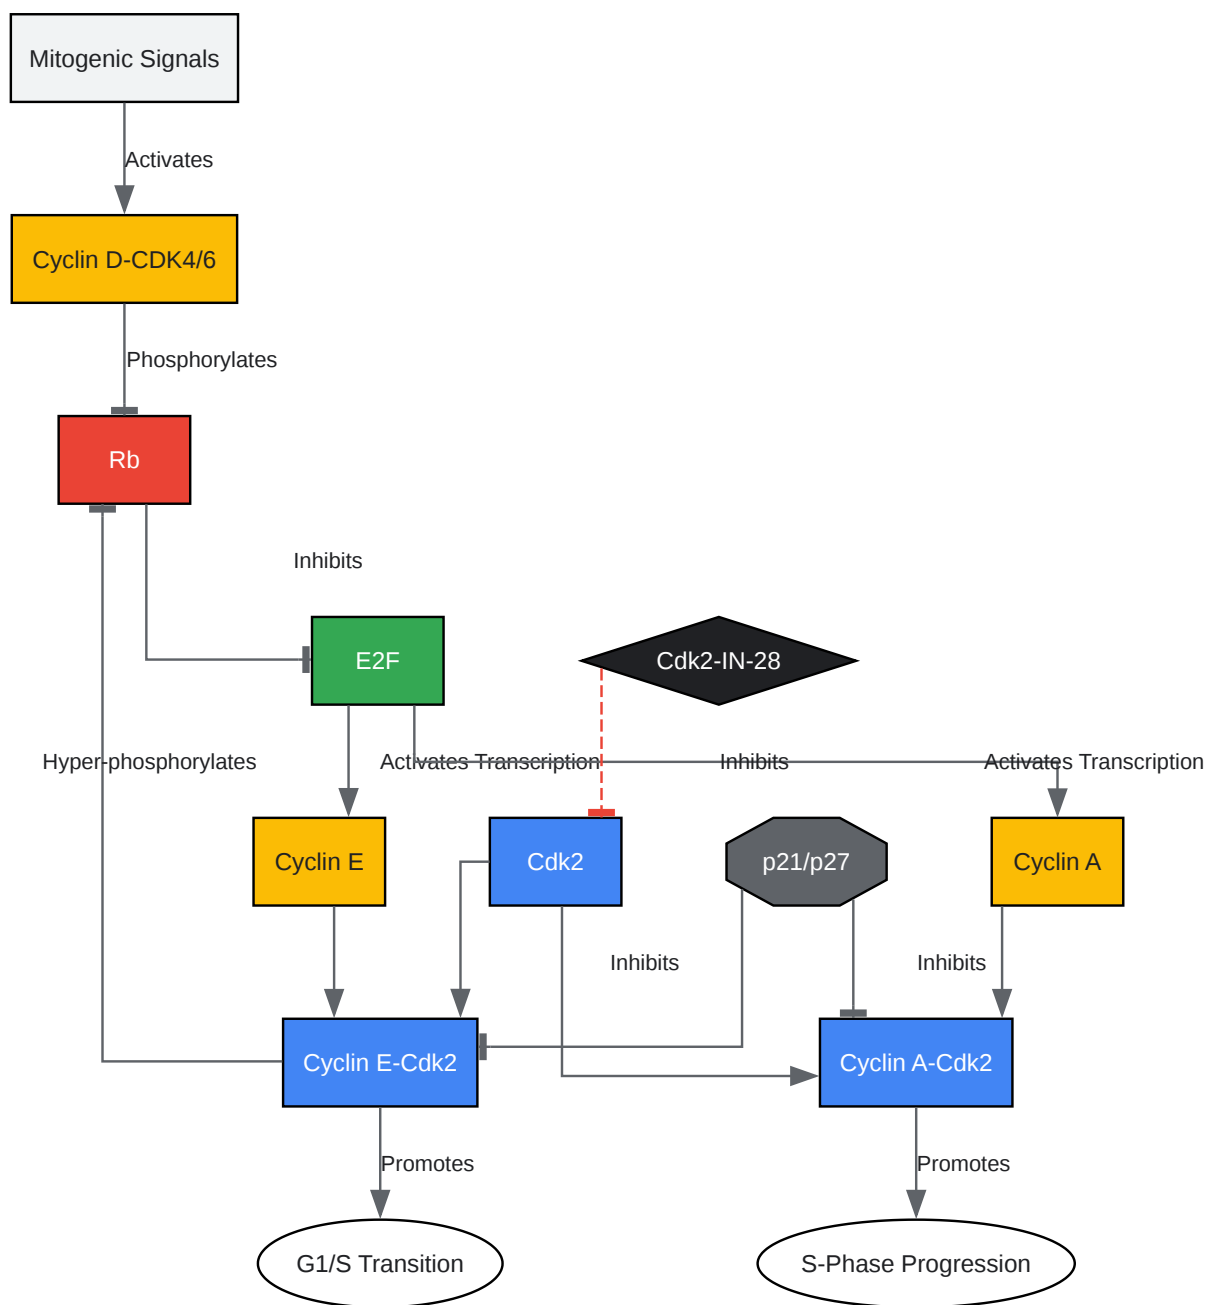 Mitogenic Signals
Activates
Cyclin D-CDK4/6
Phosphorylates
Rb
Inhibits
E2F
Cdk2-IN-28
Hyper-phosphorylates
Activates Transcription
Inhibits
Activates Transcription
Cyclin E
Cdk2
p21/p27
Cyclin A
Inhibits
Inhibits
Cyclin E-Cdk2
Cyclin A-Cdk2
Promotes
Promotes
G1/S Transition
S-Phase Progression